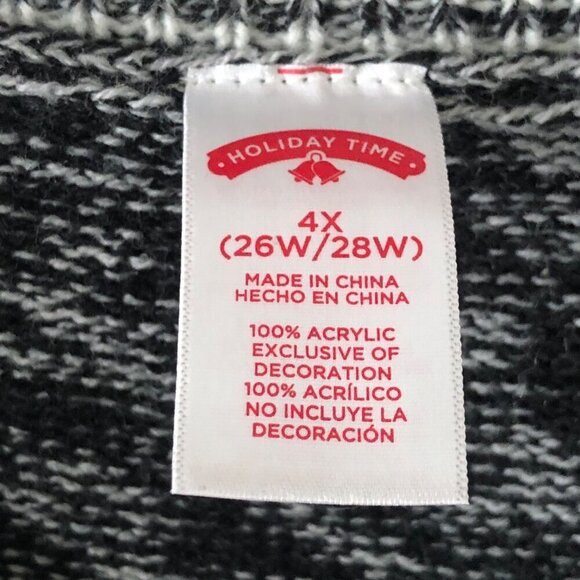 • HOLIDAY TIME •
4X
(26W/28W)
MADE IN CHINA
HECHO EN CHINA
100% ACRYLIC
EXCLUSIVE OF
DECORATION
100% ACRÍLICO
NO INCLUYE LA
DECORACIÓN